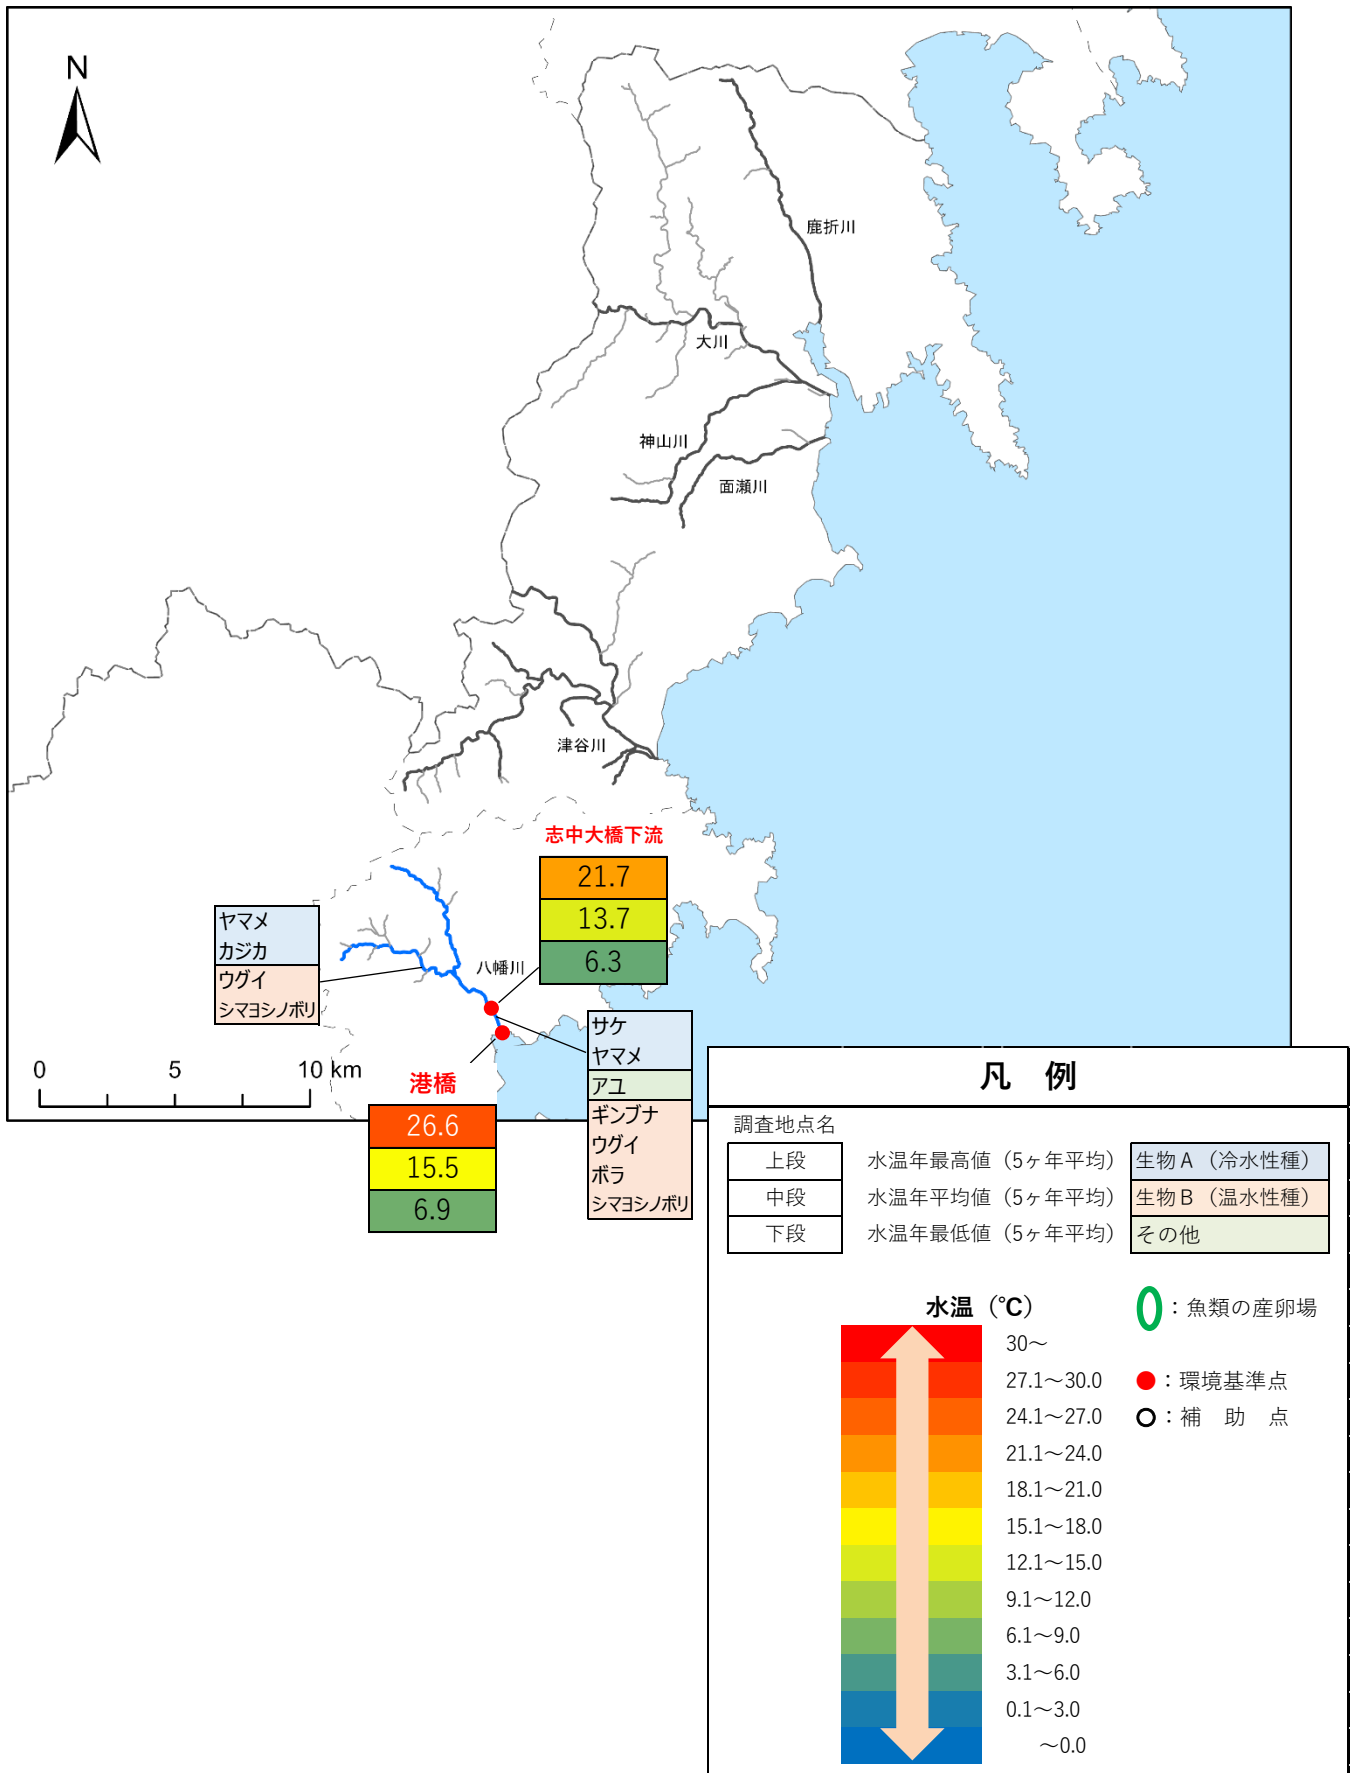 N
鹿折川
大川
神山川
面瀬川
津谷川
志中大橋下流
21.7
13.7
6.3
ヤマメ
カジカ
ウグイ
シマヨシノボリ
八幡川
サケ
ヤマメ
アユ
ギンブナ
ウグイ
ボラ
シマヨシノボリ
0 5 10 km
港橋
26.6
15.5
6.9
凡 例
調査地点名
上段 水温年最高値（5ヶ年平均） 生物A（冷水性種）
中段 水温年平均値（5ヶ年平均） 生物B（温水性種）
下段 水温年最低値（5ヶ年平均） その他
水温（℃）
：魚類の産卵場
30～
27.1～30.0
：環境基準点
24.1～27.0
：補 助 点
21.1～24.0
18.1～21.0
15.1～18.0
12.1～15.0
9.1～12.0
6.1～9.0
3.1～6.0
0.1～3.0
～0.0